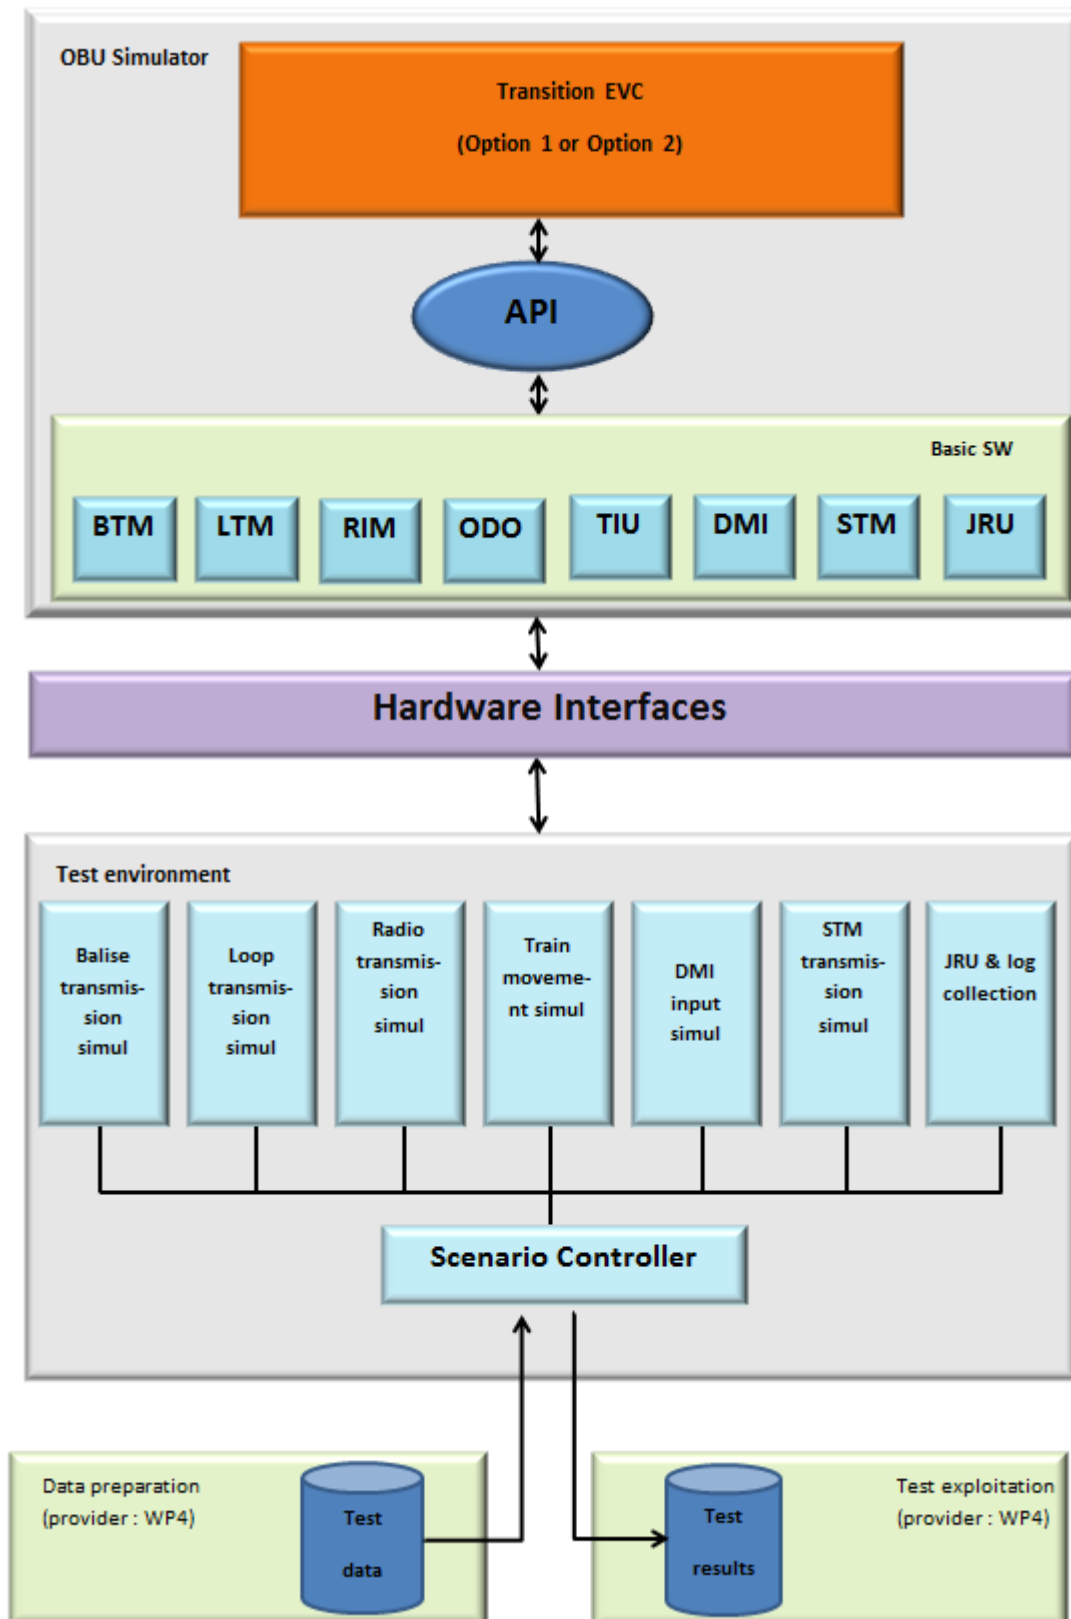 OBU Simulator
Transition EVC
(Option 1 or Option 2)
API
Basic SW
BTM
LTM
RIM
ODO
TIU
DMI
STM
JRU
Hardware Interfaces
Test environment
Balise
transmis-
sion
simul
Loop
transmis-
sion
simul
Radio
transmis-
sion
simul
Train
moveme-
nt simul
DMI
input
simul
STM
transmis-
sion
simul
JRU & log
collection
Scenario Controller
Data preparation
(provider : WP4)
Test
data
Test
results
Test exploitation
(provider : WP4)